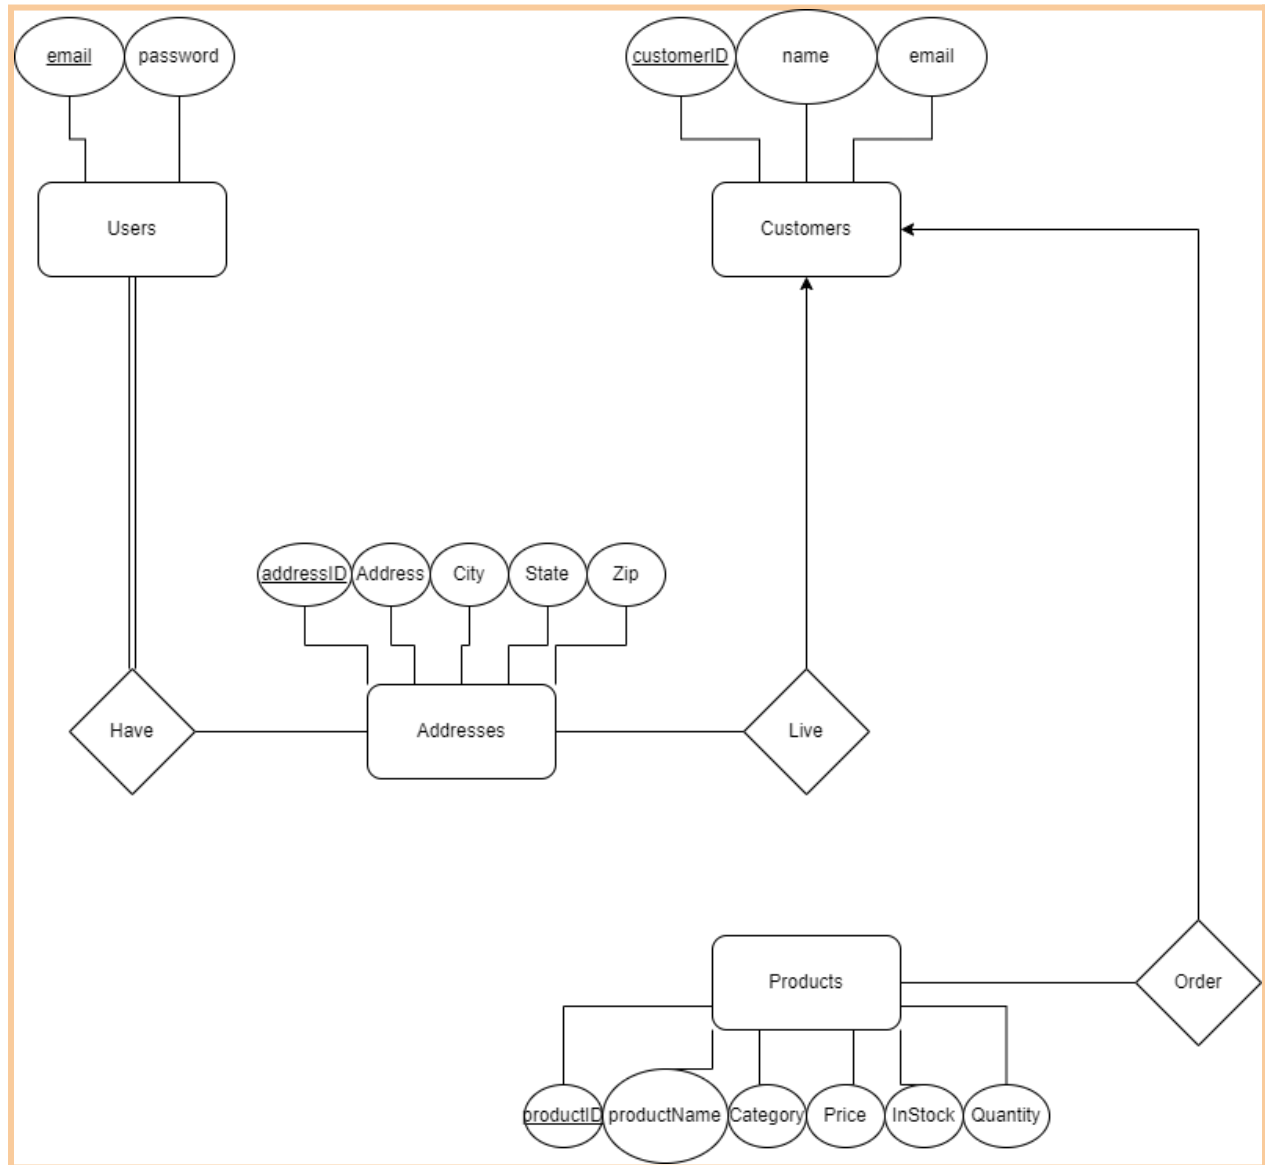 email
password
customerID
name
email
Users
Customers
addressID
Address
City
State
Zip
Have
Addresses
Live
Products
Order
productID
productName
Category
Price
InStock
Quantity